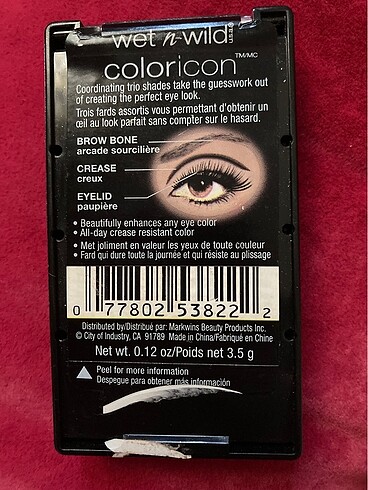 wet n wild
u.s.a.®
coloricon™/MC
Coordinating trio shades take the guesswork out
of creating the perfect eye look.
Trois fards assortis vous permettant d'obtenir un
œil au look parfait sans compter sur le hasard.
BROW BONE
arcade sourcilière
CREASE
creux
EYELID
paupière
• Beautifully enhances any eye color
• All-day crease resistant color
• Met joliment en valeur les yeux de toute couleur
• Fard qui dure toute la journée et qui résiste au plissage
0 77802 53822 2
Distributed by/Distribué par: Markwins Beauty Products Inc.
© City of Industry, CA 91789 Made in China/Fabriqué en Chine
Net wt. 0.12 oz/Poids net 3.5 g
Peel for more information
Despegue para obtener más información